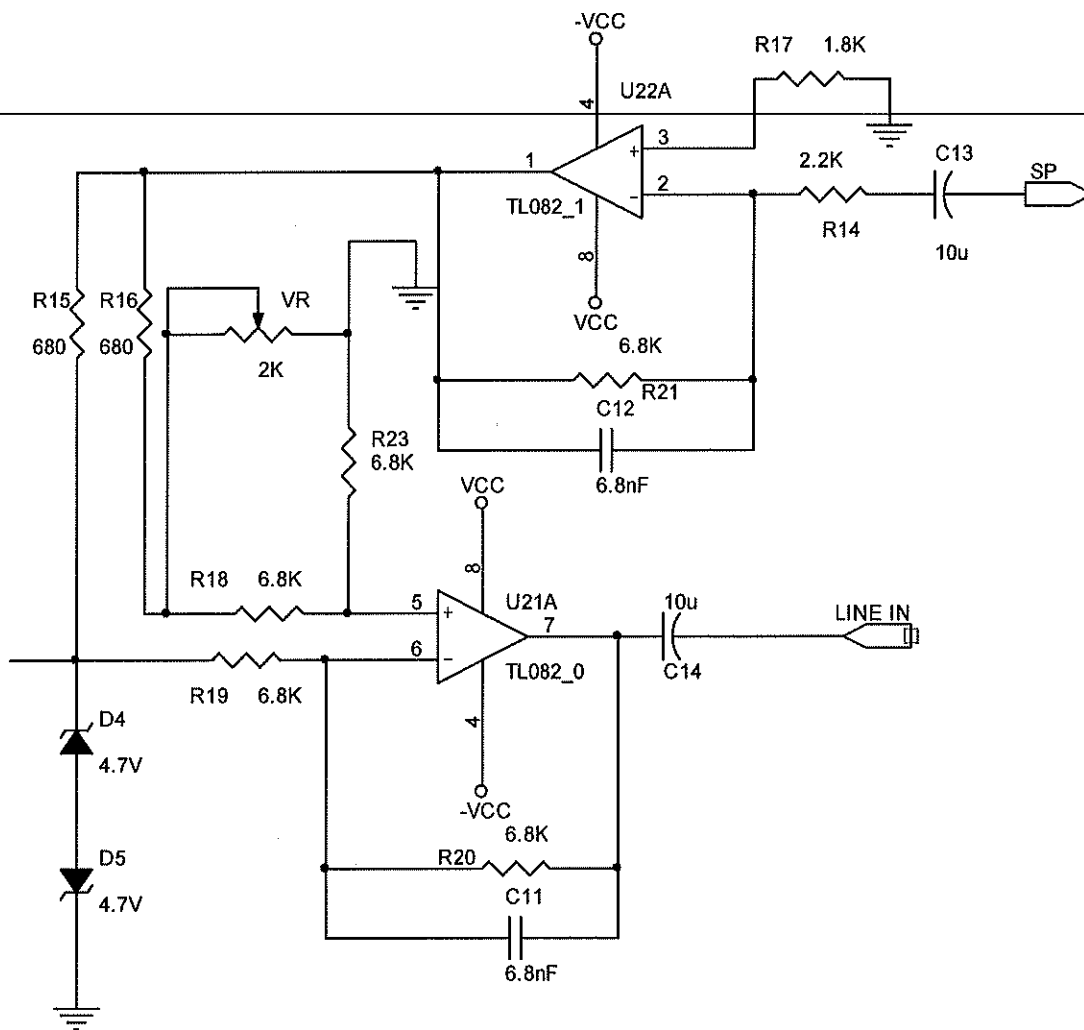 -VCC
R17 1.8K
4
U22A
3
+
1
2.2K
C13
SP
2
−
TL082_1
R14
8
10u
R15
680
R16
680
VR
2K
VCC
6.8K
R21
C12
6.8nF
R23
6.8K
VCC
8
R18 6.8K
5
+
U21A
7
10u
C14
LINE IN
6
−
R19 6.8K
TL082_0
4
D4
4.7V
-VCC
6.8K
R20
C11
6.8nF
D5
4.7V